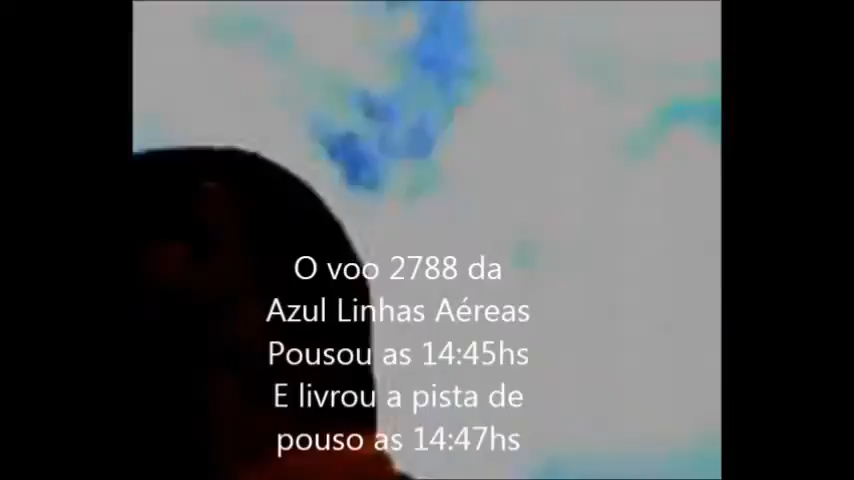 O voo 2788 da
Azul Linhas Aéreas
Pousou as 14:45hs
E livrou a pista de
pouso as 14:47hs